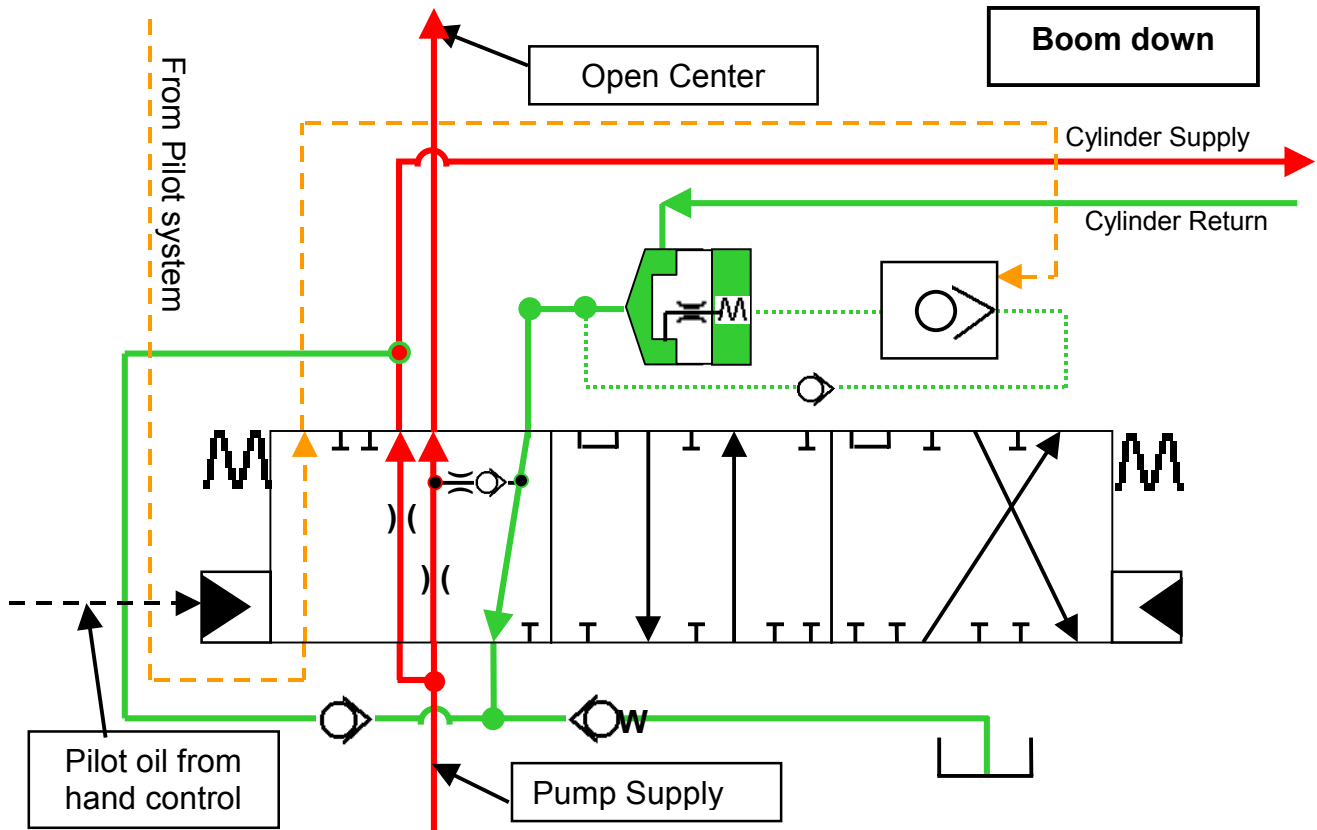 Boom down
Open Center
From Pilot system
Cylinder Supply
Cylinder Return
W
Pilot oil from
hand control
Pump Supply